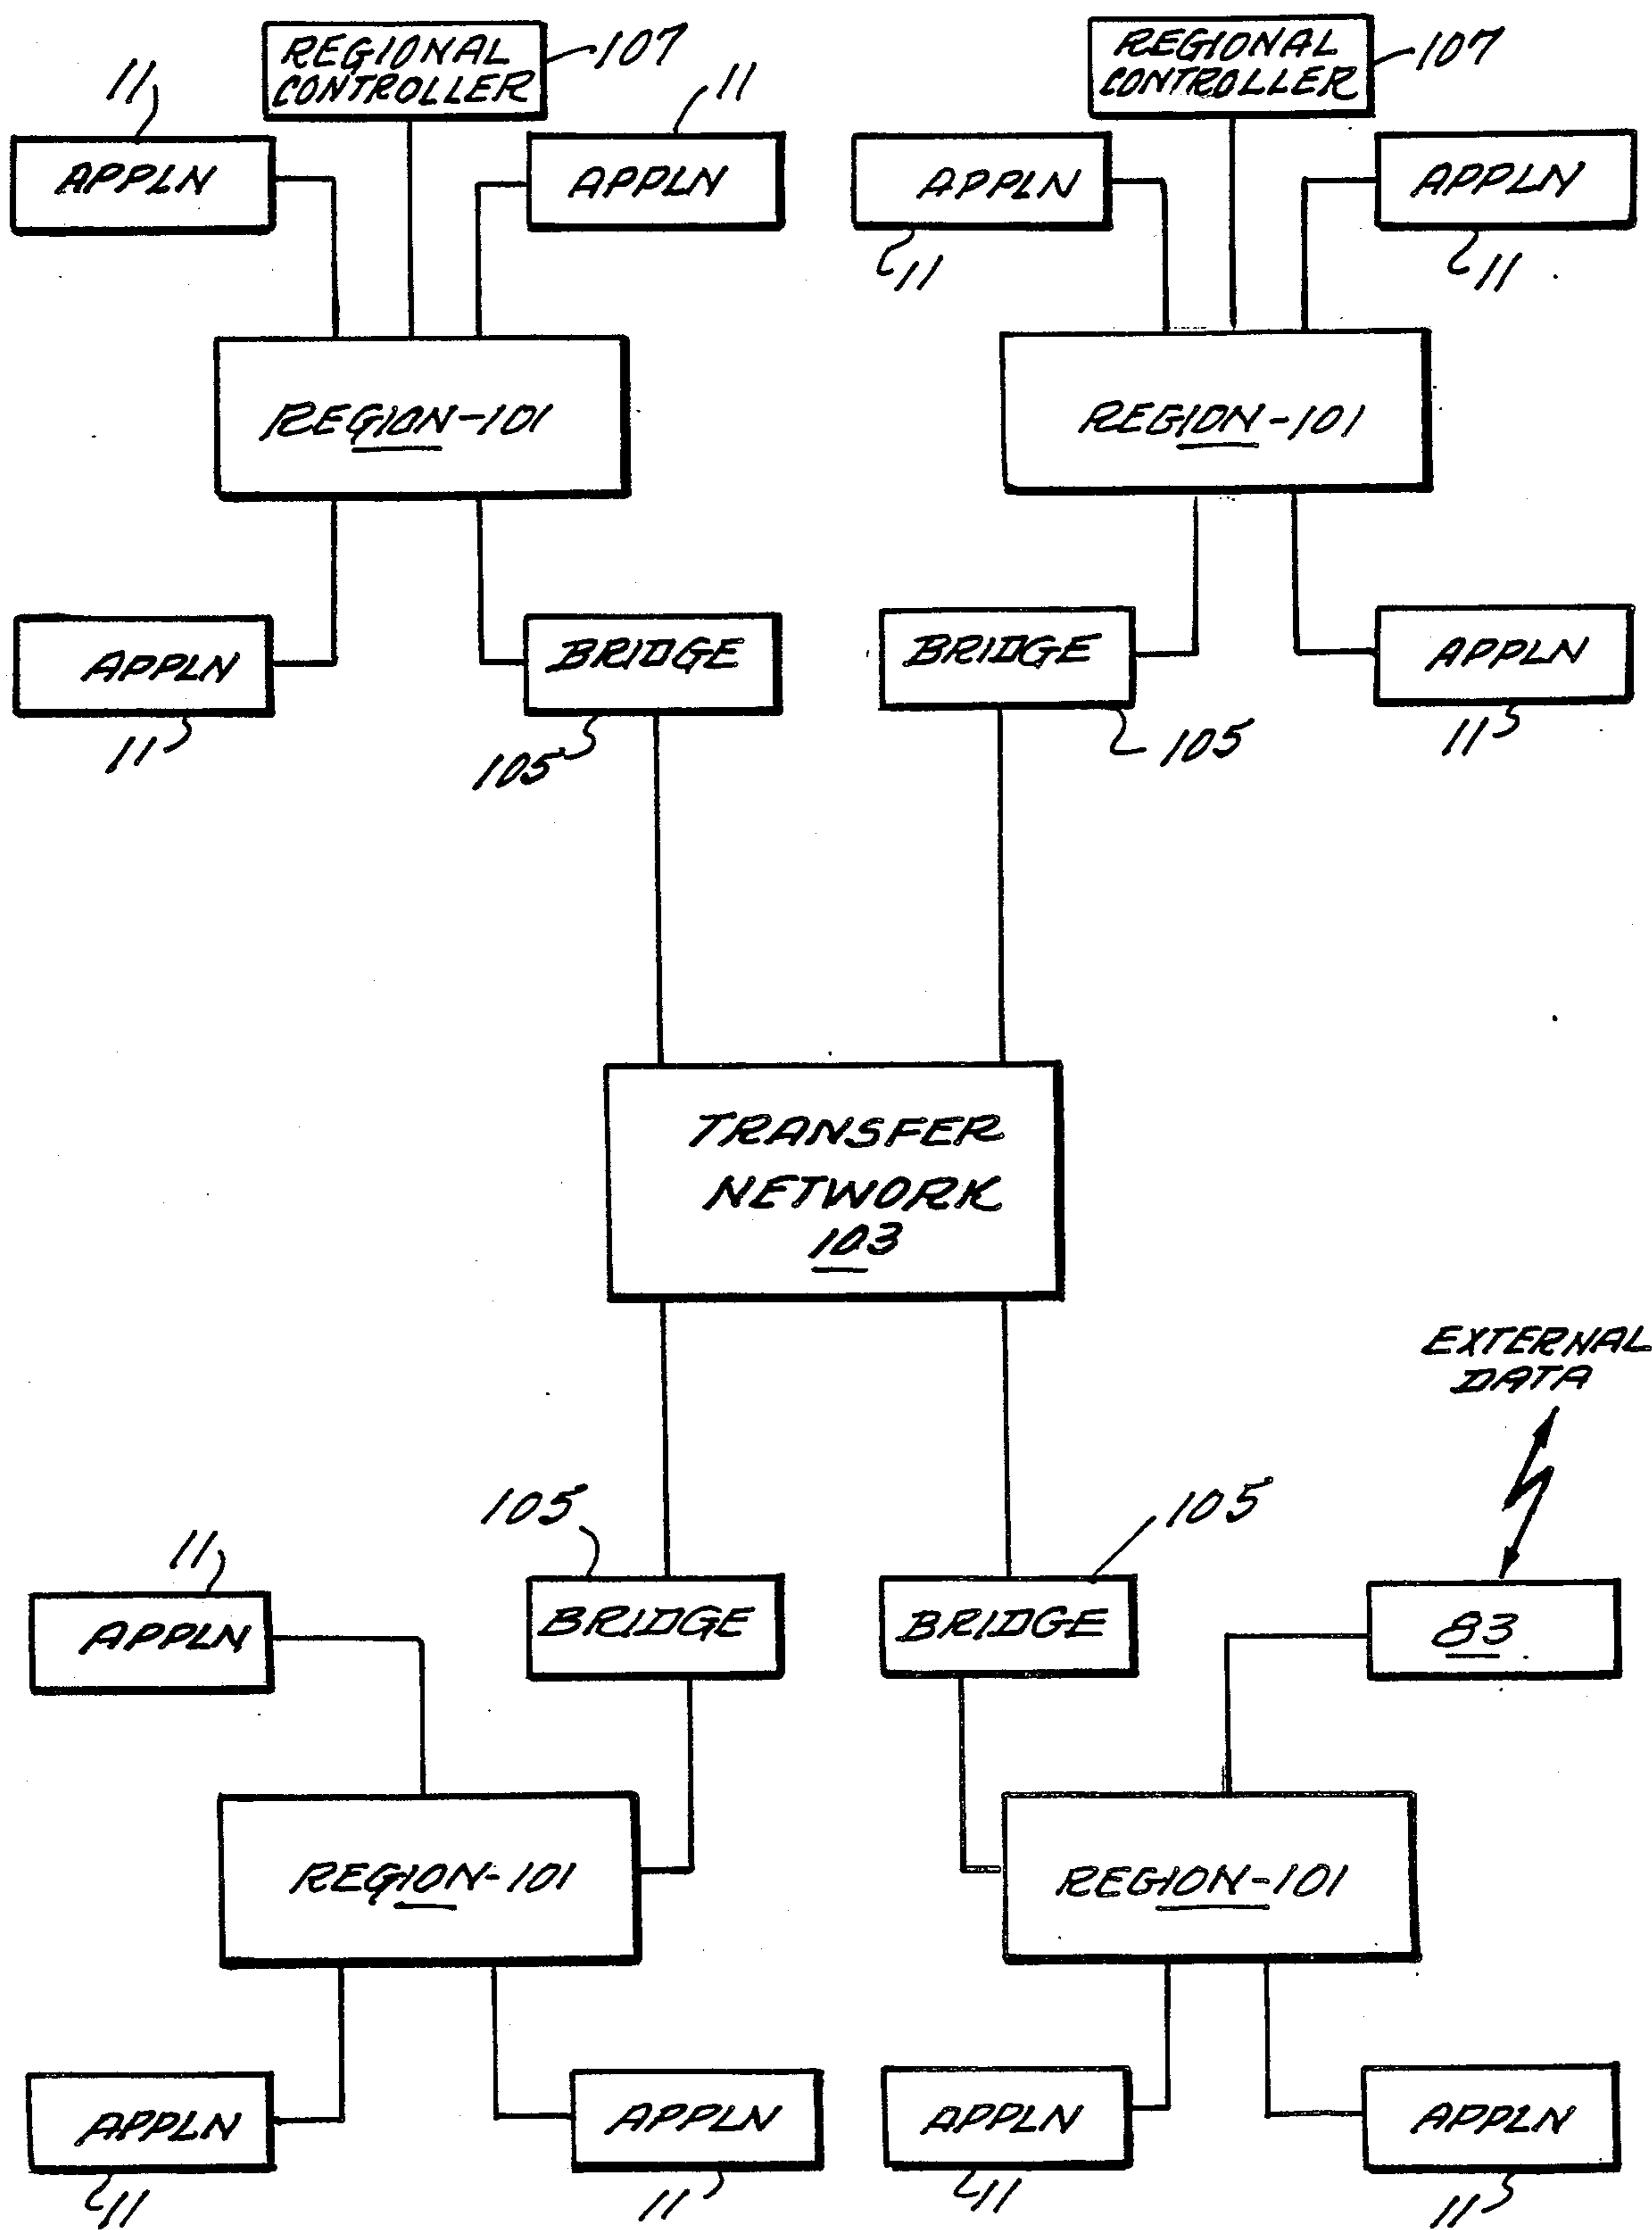 REGIONAL
CONTROLLER
107
REGIONAL
CONTROLLER
107
11
11
APPLN
APPLN
APPLN
APPLN
11
11
REGION-101
REGION-101
APPLN
BRIDGE
BRIDGE
APPLN
11
105
105
11
TRANSFER
NETWORK
103
EXTERNAL
DATA
105
105
11
APPLN
BRIDGE
BRIDGE
83
REGION-101
REGION-101
APPLN
APPLN
APPLN
APPLN
11
11
11
11